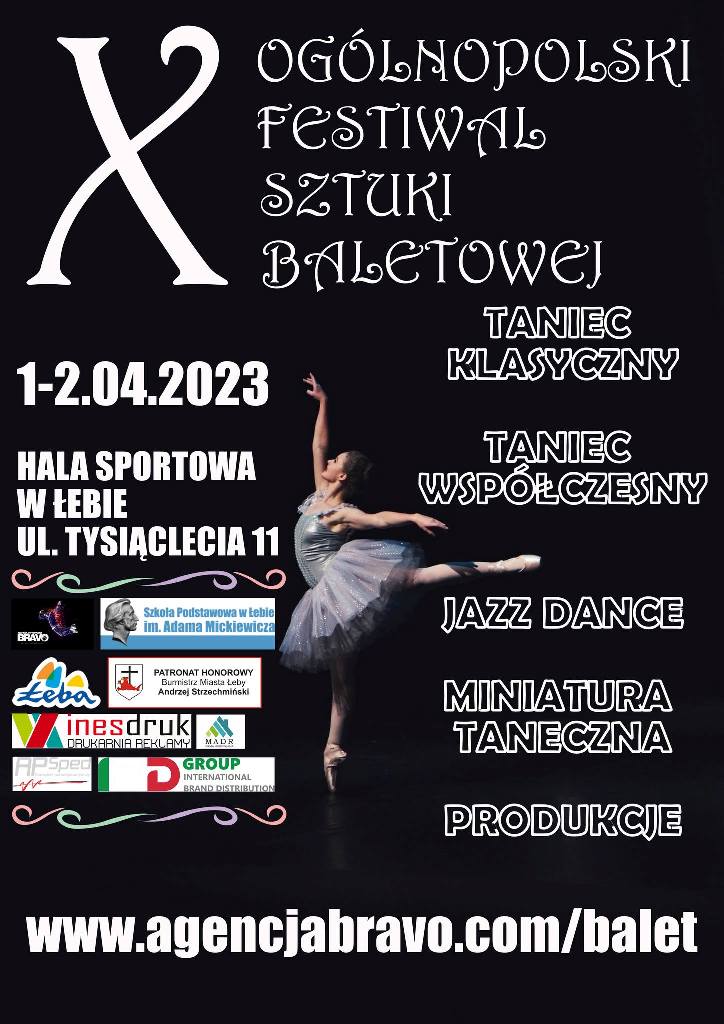 X
OGÓLNOPOLSKI
FESTIWAL
SZTUKI
BALETOWEJ
TANIEC
KLASYCZNY
1-2.04.2023
TANIEC
WSPÓŁCZESNY
HALA SPORTOWA
W ŁEBIE
UL. TYSIĄCLECIA 11
JAZZ DANCE
MINIATURA
TANECZNA
PRODUKCJE
BRAVO
Szkoła Podstawowa w Łebie
im. Adama Mickiewicza
Łeba
PATRONAT HONOROWY
Burmistrz Miasta Łeby
Andrzej Strzechmiński
inesdruk
DRUKARNIA REKLAMY
MADR
APSped
D GROUP
INTERNATIONAL
BRAND DISTRIBUTION
www.agencjabravo.com/balet